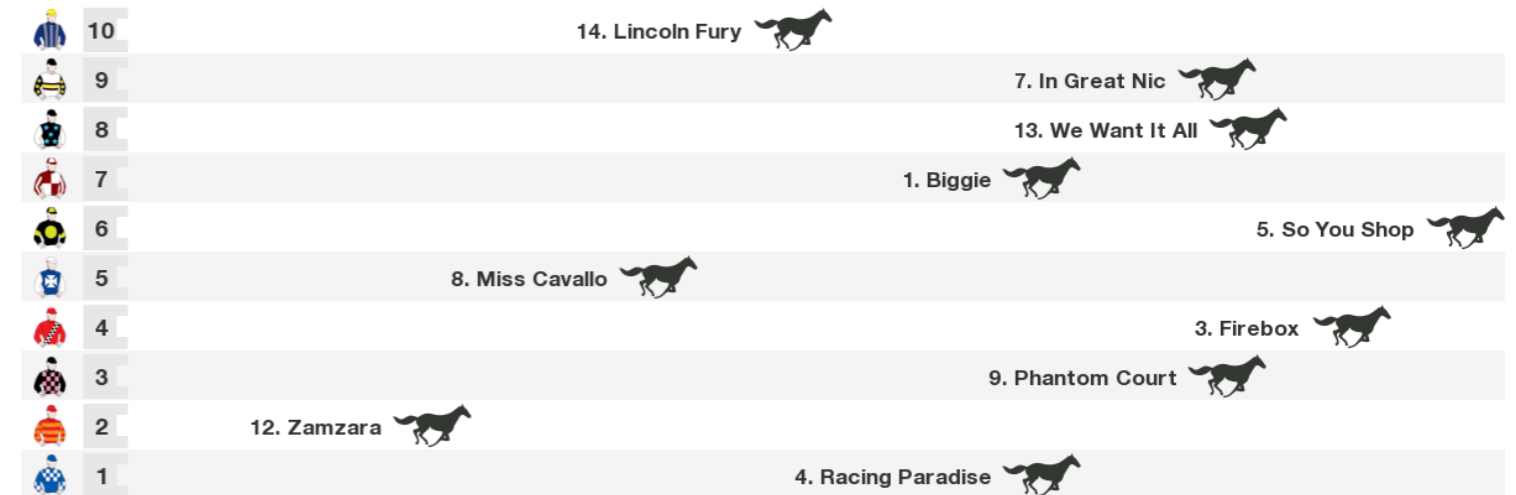 10 14. Lincoln Fury
9 7. In Great Nic
8 13. We Want It All
7 1. Biggie
6 5. So You Shop
5 8. Miss Cavallo
4 3. Firebox
3 9. Phantom Court
2 12. Zamzara
1 4. Racing Paradise